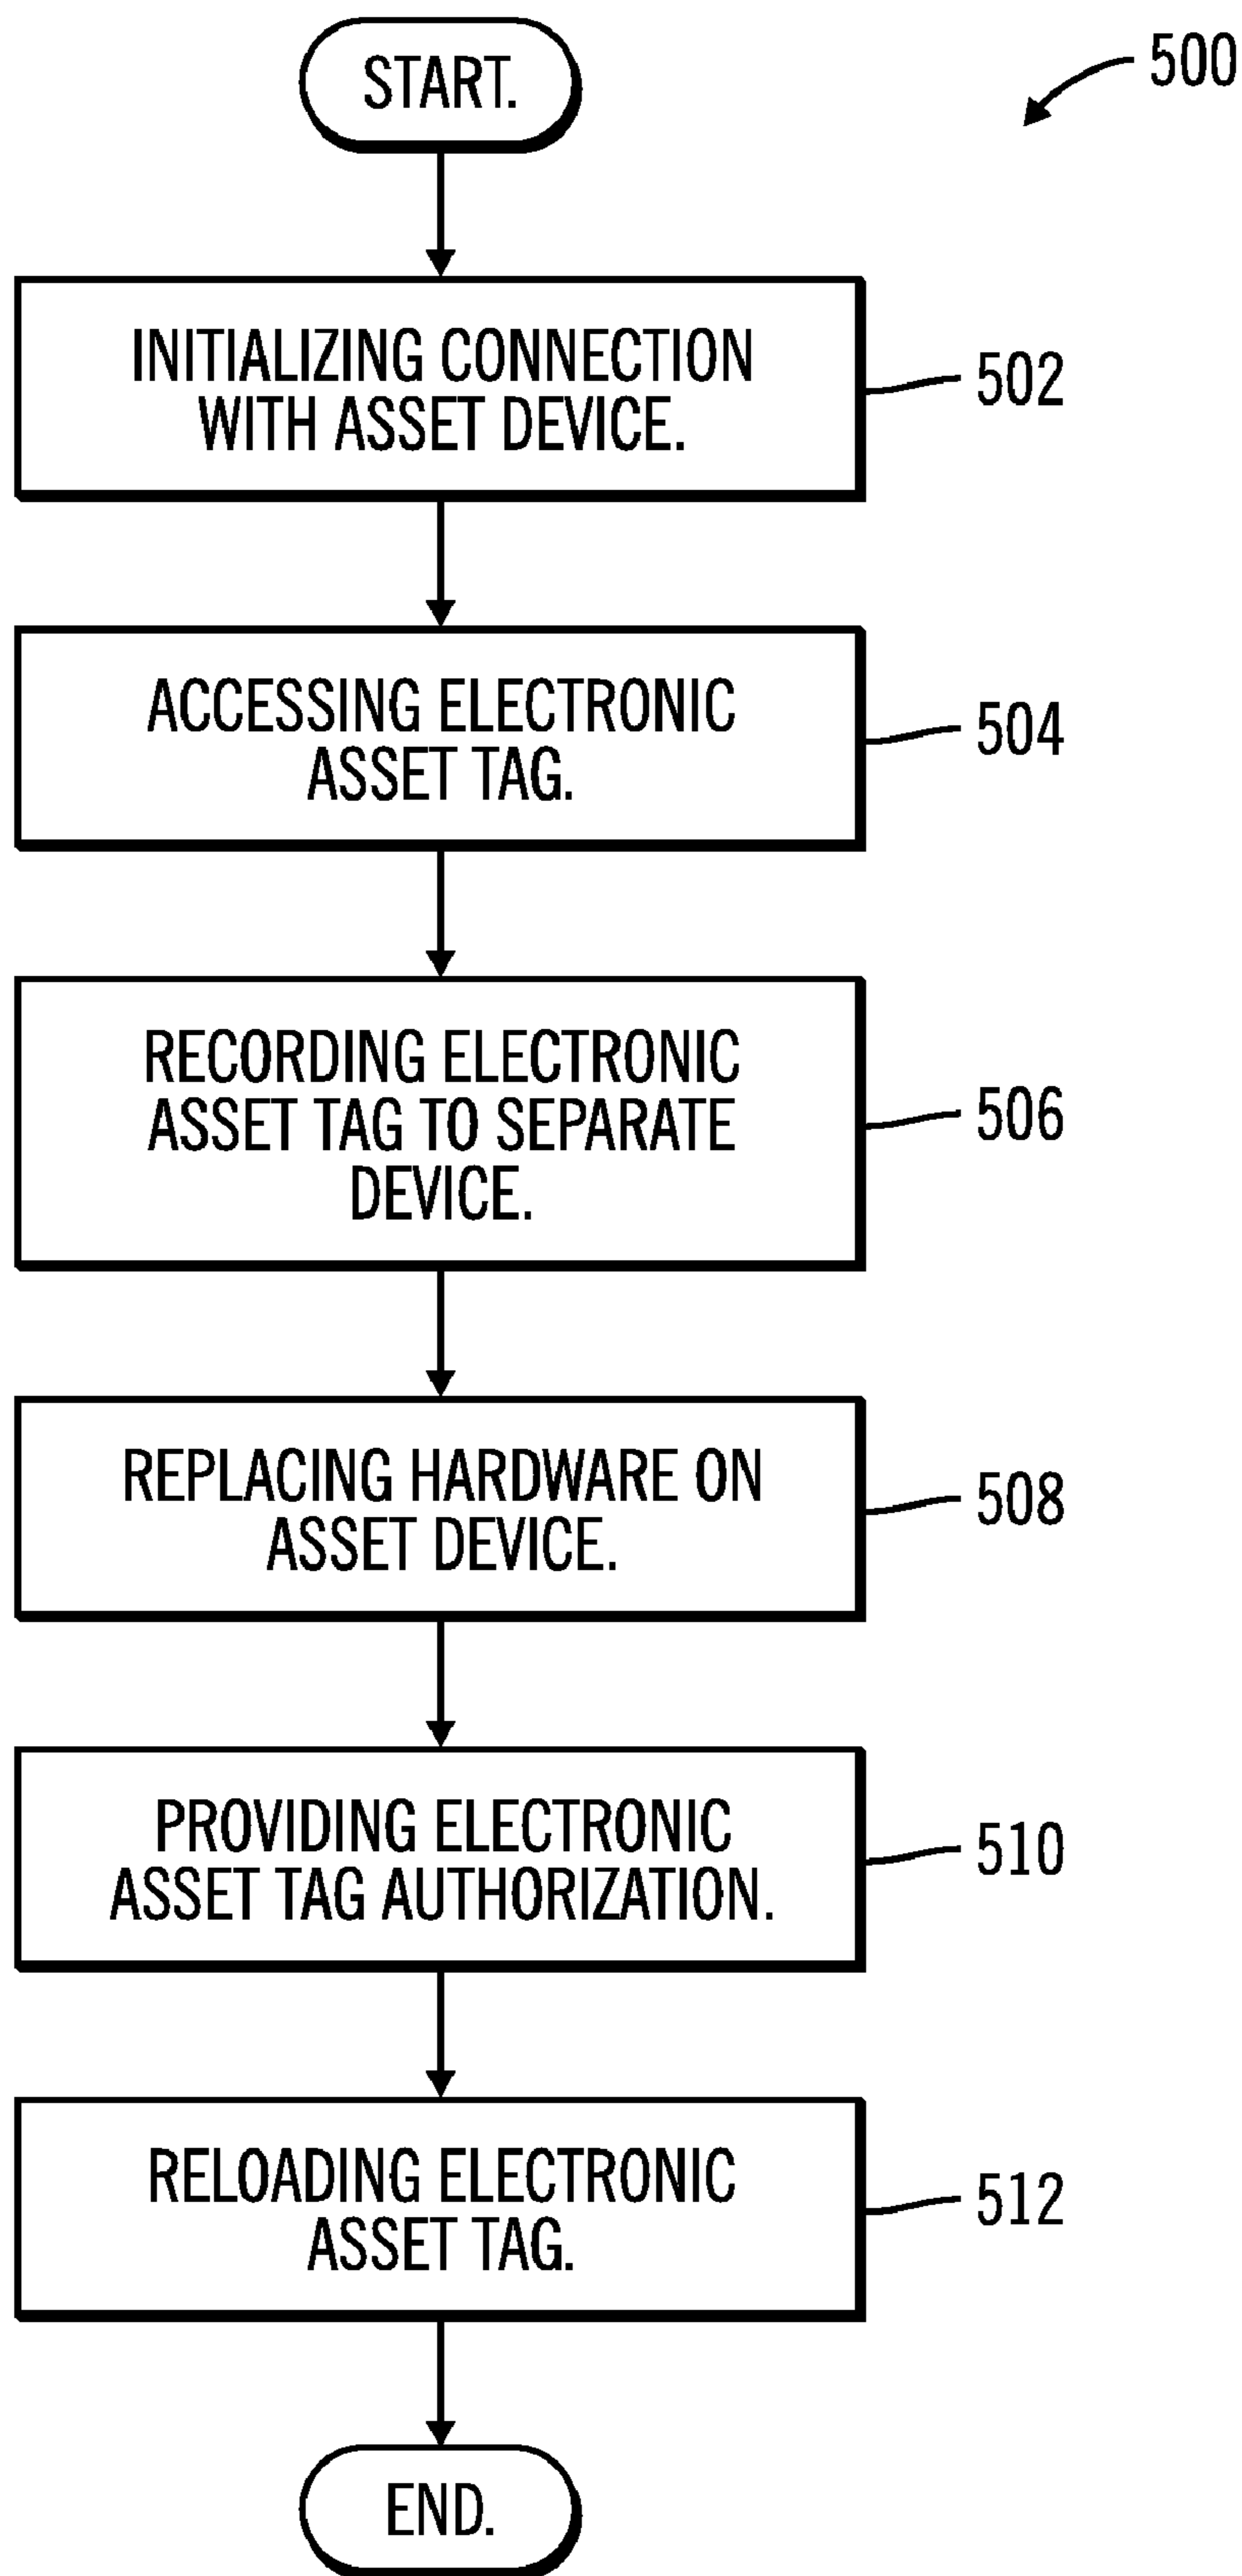 START.
500
INITIALIZING CONNECTION
WITH ASSET DEVICE.
502
ACCESSING ELECTRONIC
ASSET TAG.
504
RECORDING ELECTRONIC
ASSET TAG TO SEPARATE
DEVICE.
506
REPLACING HARDWARE ON
ASSET DEVICE.
508
PROVIDING ELECTRONIC
ASSET TAG AUTHORIZATION.
510
RELOADING ELECTRONIC
ASSET TAG.
512
END.